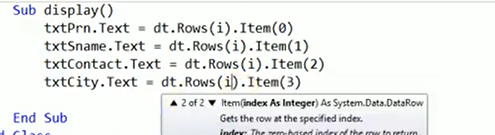 Sub display()
txtPrn.Text = dt.Rows(i).Item(0)
txtSname.Text = dt.Rows(i).Item(1)
txtContact.Text = dt.Rows(i).Item(2)
txtCity.Text = dt.Rows(i).Item(3)
▲ 2 of 2 ▼ Item(index As Integer) As System.Data.DataRow
Gets the row at the specified index.
End Sub
index: The zero-based index of the row to return.
d Class